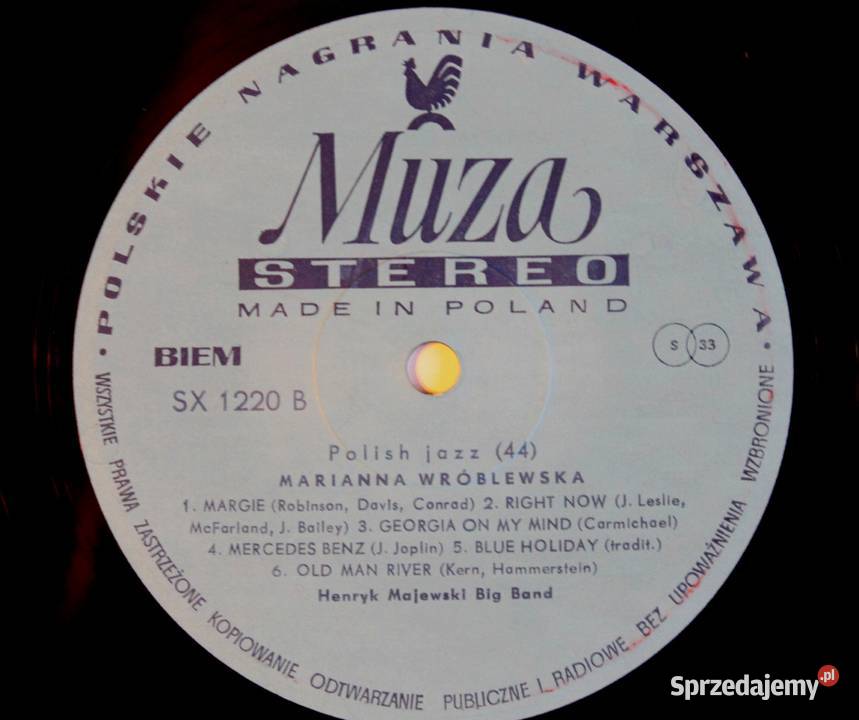 • POLSKIE NAGRANIA WARSZAWA •
Muza
STEREO
MADE IN POLAND
BIEM
S 33
SX 1220 B
Polish jazz (44)
MARIANNA WRÓBLEWSKA
1. MARGIE (Robinson, Davis, Conrad) 2. RIGHT NOW (J. Leslie,
McFarland, J. Bailey) 3. GEORGIA ON MY MIND (Carmichael)
4. MERCEDES BENZ (J. Joplin) 5. BLUE HOLIDAY (tradit.)
6. OLD MAN RIVER (Kern, Hammerstein)
Henryk Majewski Big Band
WSZYSTKIE PRAWA ZASTRZEŻONE KOPIOWANIE ODTWARZANIE PUBLICZNE I RADIOWE BEZ UPOWAŻNIENIA WZBRONIONE
Sprzedajemy.pl